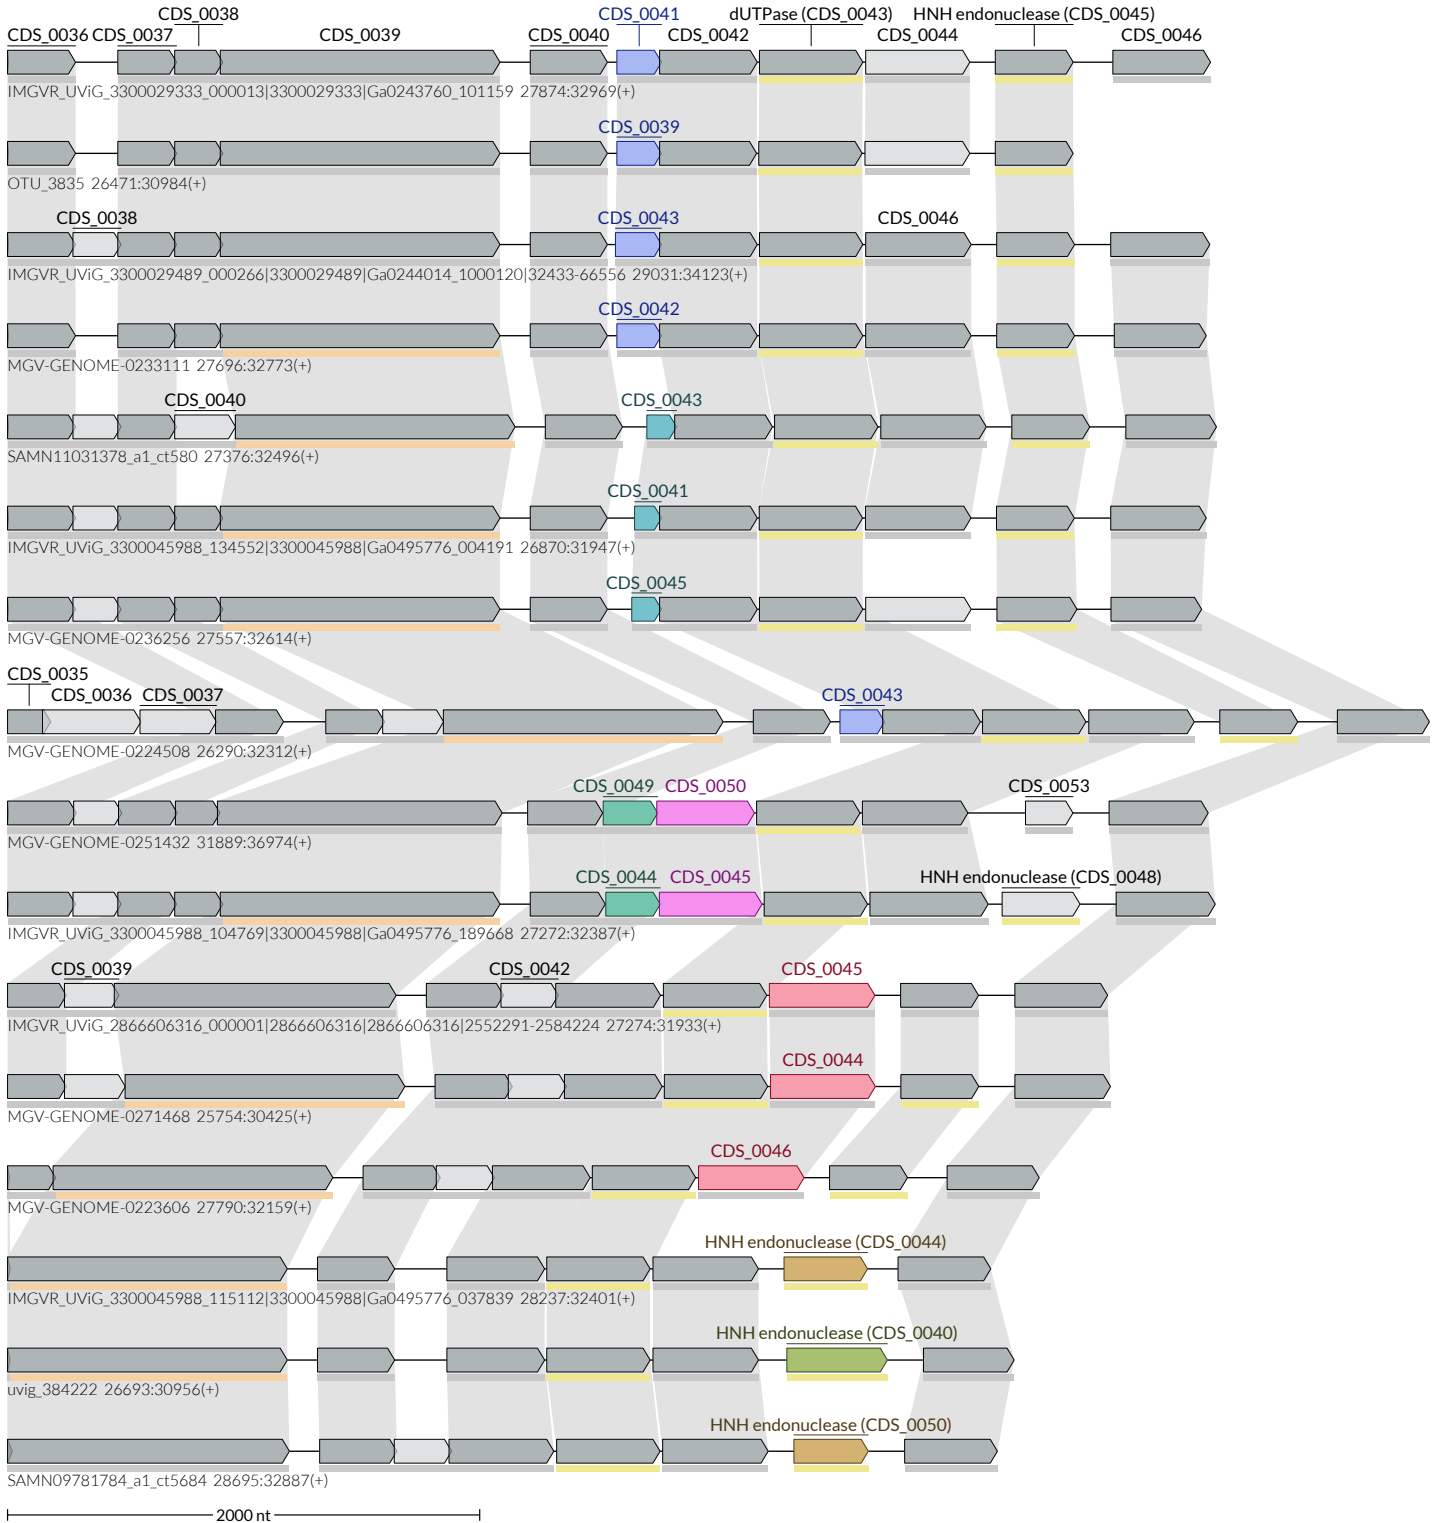 CDS_0038 CDS_0041 dUTPase (CDS_0043) HNH endonuclease (CDS_0045)
CDS_0036 CDS_0037 CDS_0039 CDS_0040 CDS_0042 CDS_0044 CDS_0046
IMGVR_UViG_3300029333_000013|3300029333|Ga0243760_101159 27874:32969(+)
CDS_0039
OTU_3835 26471:30984(+)
CDS_0038 CDS_0043 CDS_0046
IMGVR_UViG_3300029489_000266|3300029489|Ga0244014_1000120|32433-66556 29031:34123(+)
CDS_0042
MGV-GENOME-0233111 27696:32773(+)
CDS_0040 CDS_0043
SAMN11031378_a1_ct580 27376:32496(+)
CDS_0041
IMGVR_UViG_3300045988_134552|3300045988|Ga0495776_004191 26870:31947(+)
CDS_0045
MGV-GENOME-0236256 27557:32614(+)
CDS_0035
CDS_0036 CDS_0037 CDS_0043
MGV-GENOME-0224508 26290:32312(+)
CDS_0049 CDS_0050 CDS_0053
MGV-GENOME-0251432 31889:36974(+)
CDS_0044 CDS_0045 HNH endonuclease (CDS_0048)
IMGVR_UViG_3300045988_104769|3300045988|Ga0495776_189668 27272:32387(+)
CDS_0039 CDS_0042 CDS_0045
IMGVR_UViG_2866606316_000001|2866606316|2866606316|2552291-2584224 27274:31933(+)
CDS_0044
MGV-GENOME-0271468 25754:30425(+)
CDS_0046
MGV-GENOME-0223606 27790:32159(+)
HNH endonuclease (CDS_0044)
IMGVR_UViG_3300045988_115112|3300045988|Ga0495776_037839 28237:32401(+)
HNH endonuclease (CDS_0040)
uvig_384222 26693:30956(+)
HNH endonuclease (CDS_0050)
SAMN09781784_a1_ct5684 28695:32887(+)
2000 nt